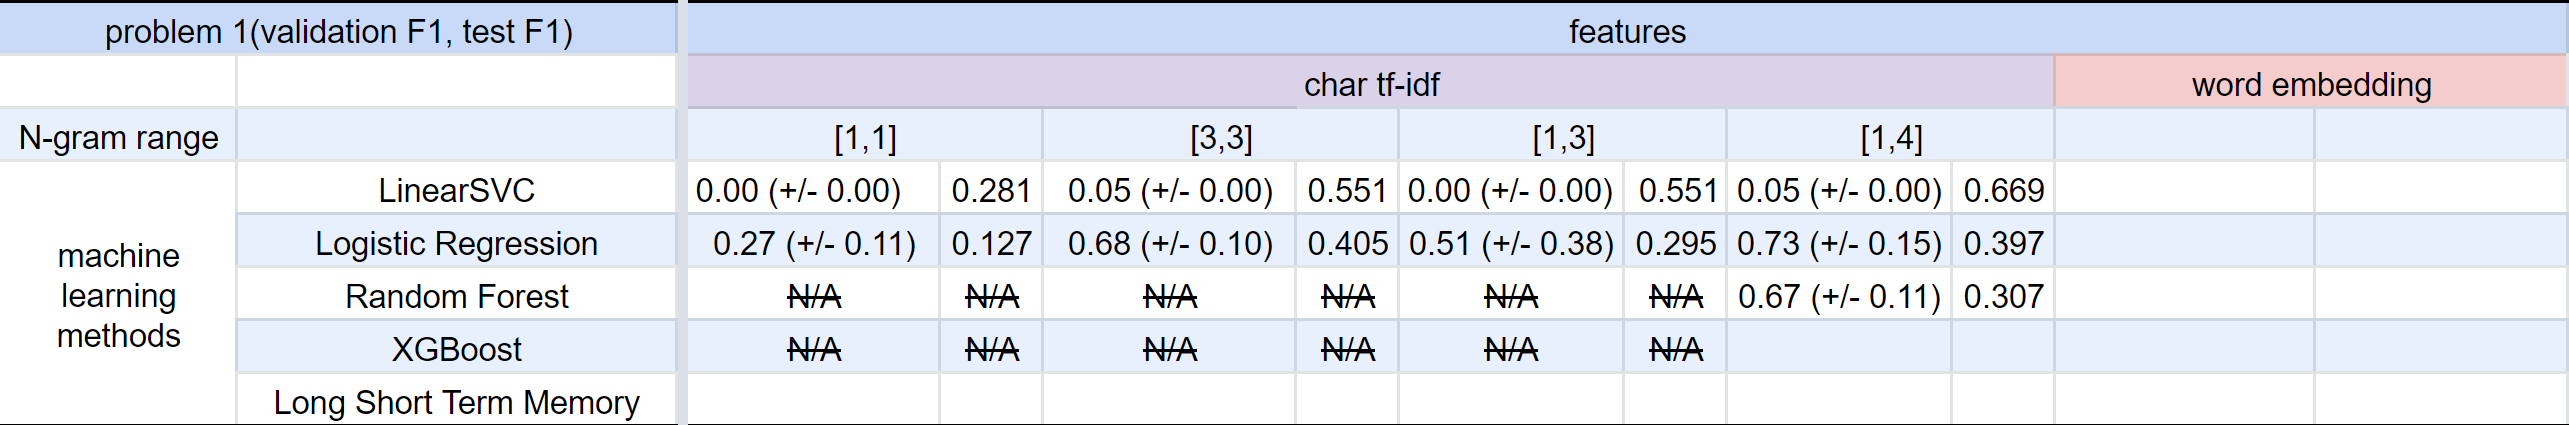 problem 1(validation F1, test F1) features
char tf-idf word embedding
N-gram range [1,1] [3,3] [1,3] [1,4]
LinearSVC 0.00 (+/- 0.00) 0.281 0.05 (+/- 0.00) 0.551 0.00 (+/- 0.00) 0.551 0.05 (+/- 0.00) 0.669
machine learning methods
Logistic Regression 0.27 (+/- 0.11) 0.127 0.68 (+/- 0.10) 0.405 0.51 (+/- 0.38) 0.295 0.73 (+/- 0.15) 0.397
Random Forest N/A N/A N/A N/A N/A N/A 0.67 (+/- 0.11) 0.307
XGBoost N/A N/A N/A N/A N/A N/A
Long Short Term Memory